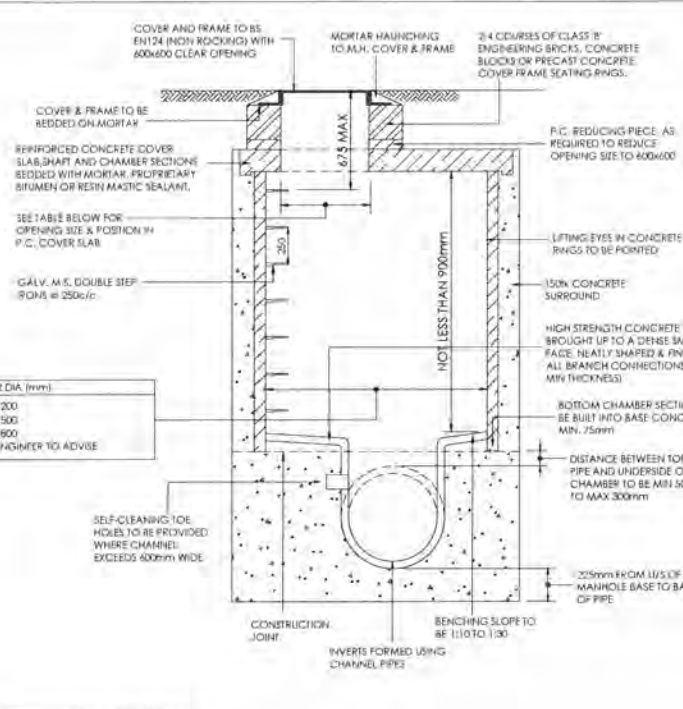 COVER AND FRAME TO BS
EN124 (NON ROCKING) WITH
600x600 CLEAR OPENING
MORTAR HAUNCHING
TO M.H. COVER & FRAME
2-4 COURSES OF CLASS 'B'
ENGINEERING BRICKS, CONCRETE
BLOCKS OR PRECAST CONCRETE
COVER FRAME SEATING RINGS.
COVER & FRAME TO BE
BEDDED ON MORTAR
675 MAX
P.C. REDUCING PIECE AS
REQUIRED TO REDUCE
OPENING SIZE TO 600x600
REINFORCED CONCRETE COVER
SLAB, SHAFT AND CHAMBER SECTIONS
BEDDED WITH MORTAR, PROPRIETARY
BITUMEN OR RESIN MASTIC SEALANT.
SEE TABLE BELOW FOR
OPENING SIZE & POSITION IN
P.C. COVER SLAB
250
LIFTING EYES IN CONCRETE
RINGS TO BE POINTED
GALV. M.S. DOUBLE STEP
IRONS @ 250c/c
NOT LESS THAN 900mm
150tk CONCRETE
SURROUND
HIGH STRENGTH CONCRETE
BROUGHT UP TO A DENSE SM
FACE, NEATLY SHAPED & FIN
ALL BRANCH CONNECTIONS
MIN THICKNESS)
R DIA (mm)
200
500
800
NGINEER TO ADVISE
BOTTOM CHAMBER SECTI
BE BUILT INTO BASE CONC
MIN. 75mm
DISTANCE BETWEEN TOP
PIPE AND UNDERSIDE O
CHAMBER TO BE MIN 50
TO MAX 300mm
SELF-CLEANING TOE
HOLES TO BE PROVIDED
WHERE CHANNEL
EXCEEDS 600mm WIDE
225mm FROM U/S OF
MANHOLE BASE TO BA
OF PIPE
CONSTRUCTION
JOINT
BENCHING SLOPE TO
BE 1:10 TO 1:30
INVERTS FORMED USING
CHANNEL PIPES